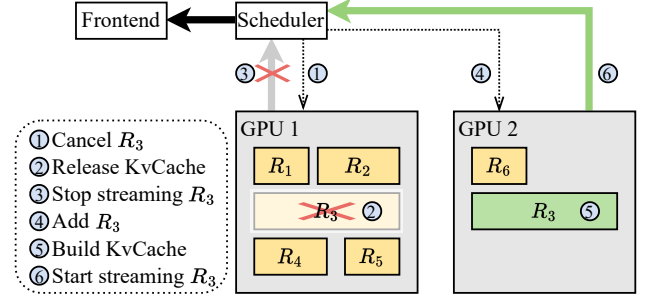 Frontend
Scheduler
③
①
④
⑥
GPU 1
GPU 2
R₁
R₂
R₆
R₃ ②
R₃ ⑤
R₄
R₅
① Cancel R₃
② Release KvCache
③ Stop streaming R₃
④ Add R₃
⑤ Build KvCache
⑥ Start streaming R₃